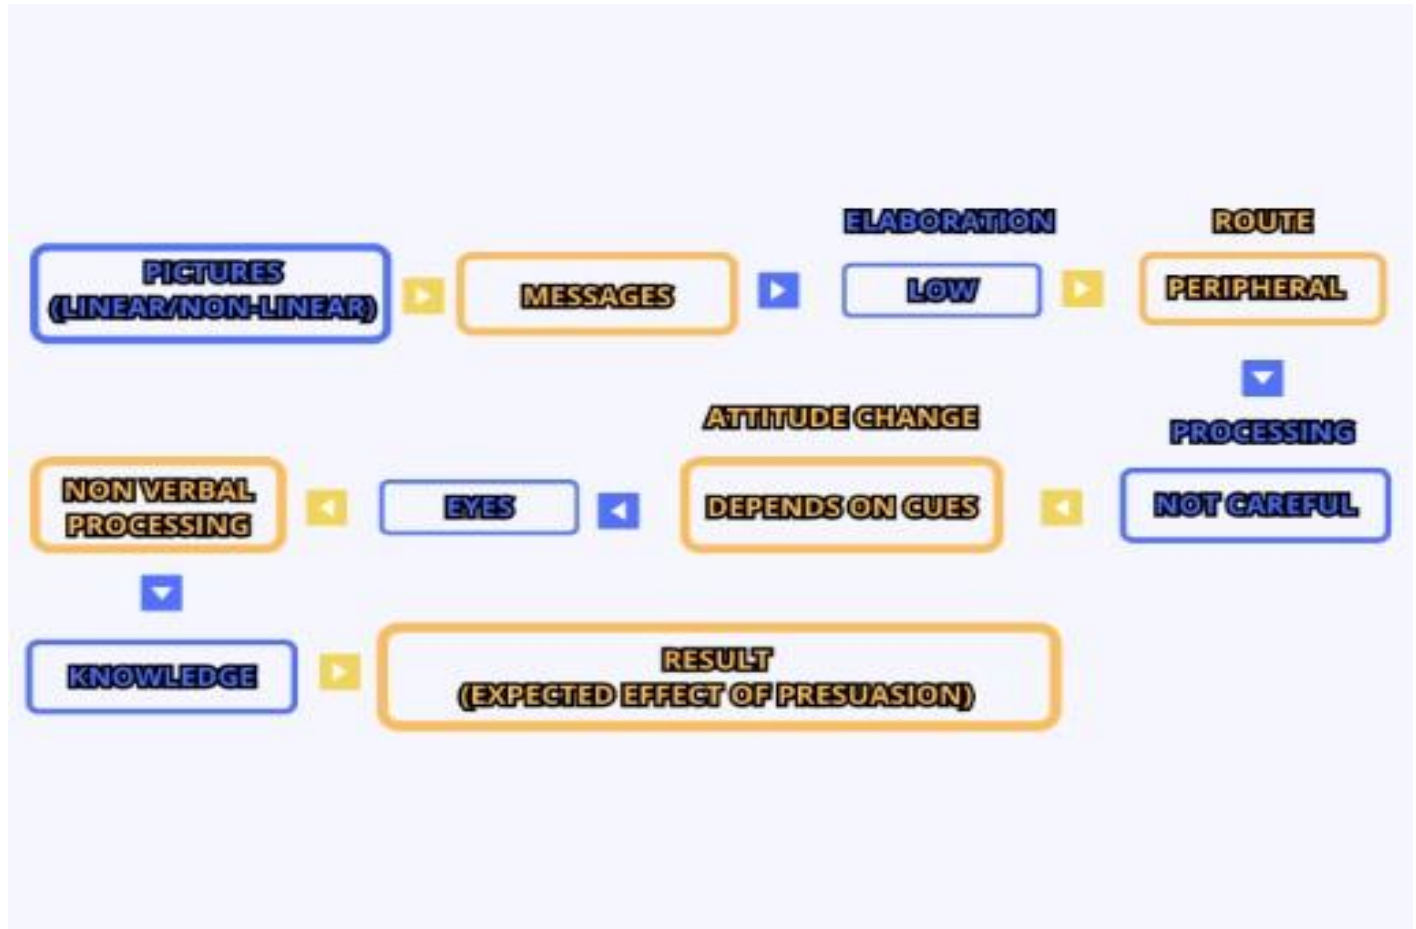 ELABORATION
ROUTE
PICTURES
(LINEAR/NON-LINEAR)
MESSAGES
LOW
PERIPHERAL
ATTITUDE CHANGE
PROCESSING
NON VERBAL
PROCESSING
EYES
DEPENDS ON CUES
NOT CAREFUL
KNOWLEDGE
RESULT
(EXPECTED EFFECT OF PRESUASION)